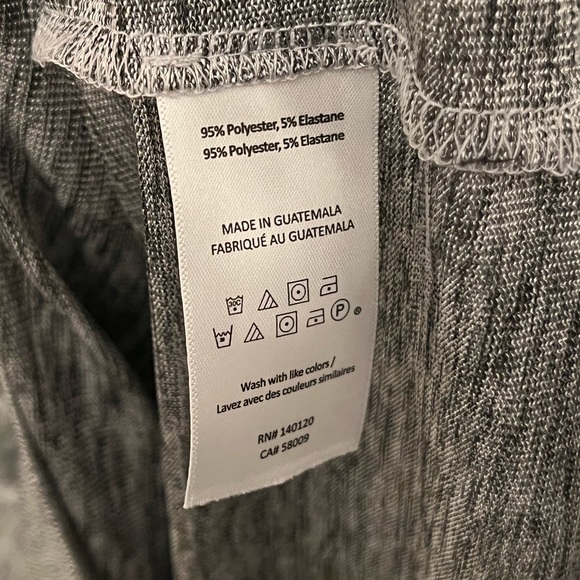 95% Polyester, 5% Elastane
95% Polyester, 5% Elastane
MADE IN GUATEMALA
FABRIQUÉ AU GUATEMALA
30C
P ®
Wash with like colors /
Lavez avec des couleurs similaires
RN# 140120
CA# 58009